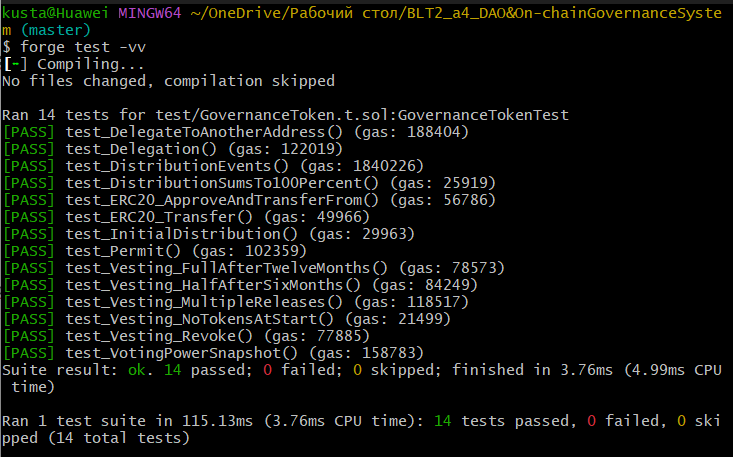 kusta@Huawei MINGW64 ~/OneDrive/Рабочий стол/BLT2_a4_DAO&On-chainGovernanceSyste
m (master)
$ forge test -vv
[-] Compiling...
No files changed, compilation skipped

Ran 14 tests for test/GovernanceToken.t.sol:GovernanceTokenTest
[PASS] test_DelegateToAnotherAddress() (gas: 188404)
[PASS] test_Delegation() (gas: 122019)
[PASS] test_DistributionEvents() (gas: 1840226)
[PASS] test_DistributionSumsTo100Percent() (gas: 25919)
[PASS] test_ERC20_ApproveAndTransferFrom() (gas: 56786)
[PASS] test_ERC20_Transfer() (gas: 49966)
[PASS] test_InitialDistribution() (gas: 29963)
[PASS] test_Permit() (gas: 102359)
[PASS] test_Vesting_FullAfterTwelveMonths() (gas: 78573)
[PASS] test_Vesting_HalfAfterSixMonths() (gas: 84249)
[PASS] test_Vesting_MultipleReleases() (gas: 118517)
[PASS] test_Vesting_NoTokensAtStart() (gas: 21499)
[PASS] test_Vesting_Revoke() (gas: 77885)
[PASS] test_VotingPowerSnapshot() (gas: 158783)
Suite result: ok. 14 passed; 0 failed; 0 skipped; finished in 3.76ms (4.99ms CPU
 time)

Ran 1 test suite in 115.13ms (3.76ms CPU time): 14 tests passed, 0 failed, 0 ski
pped (14 total tests)